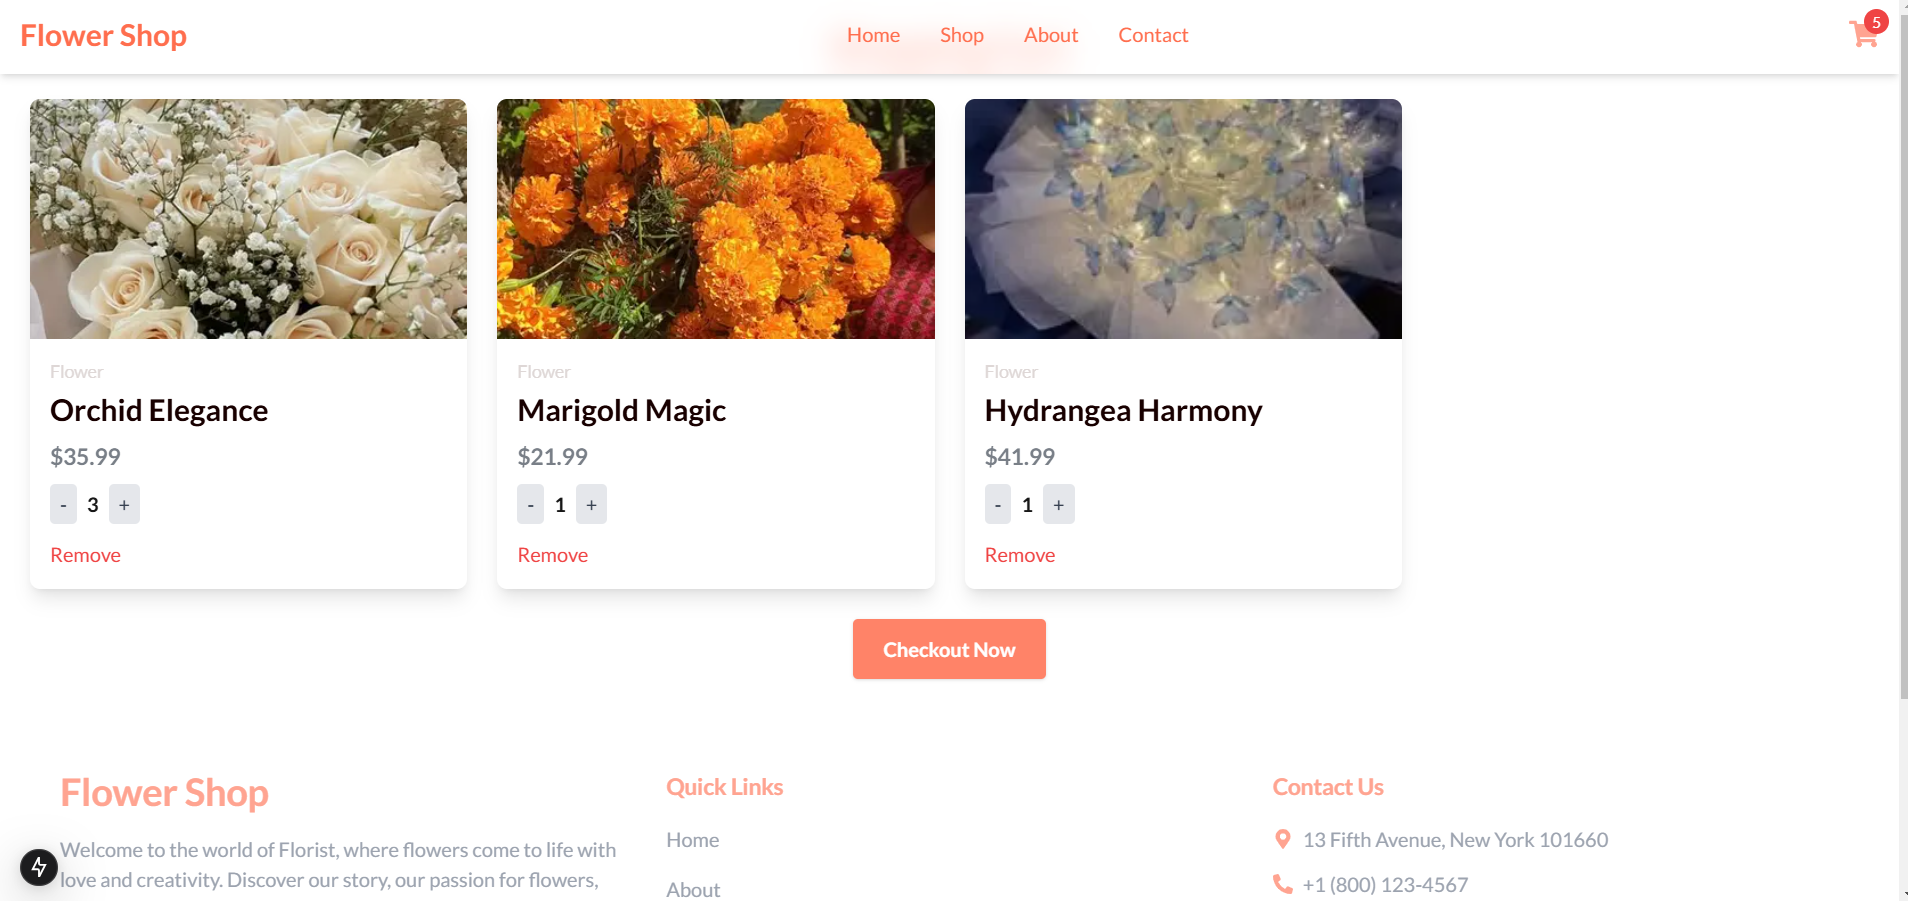 Flower Shop
Home Shop About Contact
5
Flower
Orchid Elegance
$35.99
- 3 +
Remove
Flower
Marigold Magic
$21.99
- 1 +
Remove
Flower
Hydrangea Harmony
$41.99
- 1 +
Remove
Checkout Now
Flower Shop
Welcome to the world of Florist, where flowers come to life with
love and creativity. Discover our story, our passion for flowers,
Quick Links
Home
About
Contact Us
13 Fifth Avenue, New York 101660
+1 (800) 123-4567